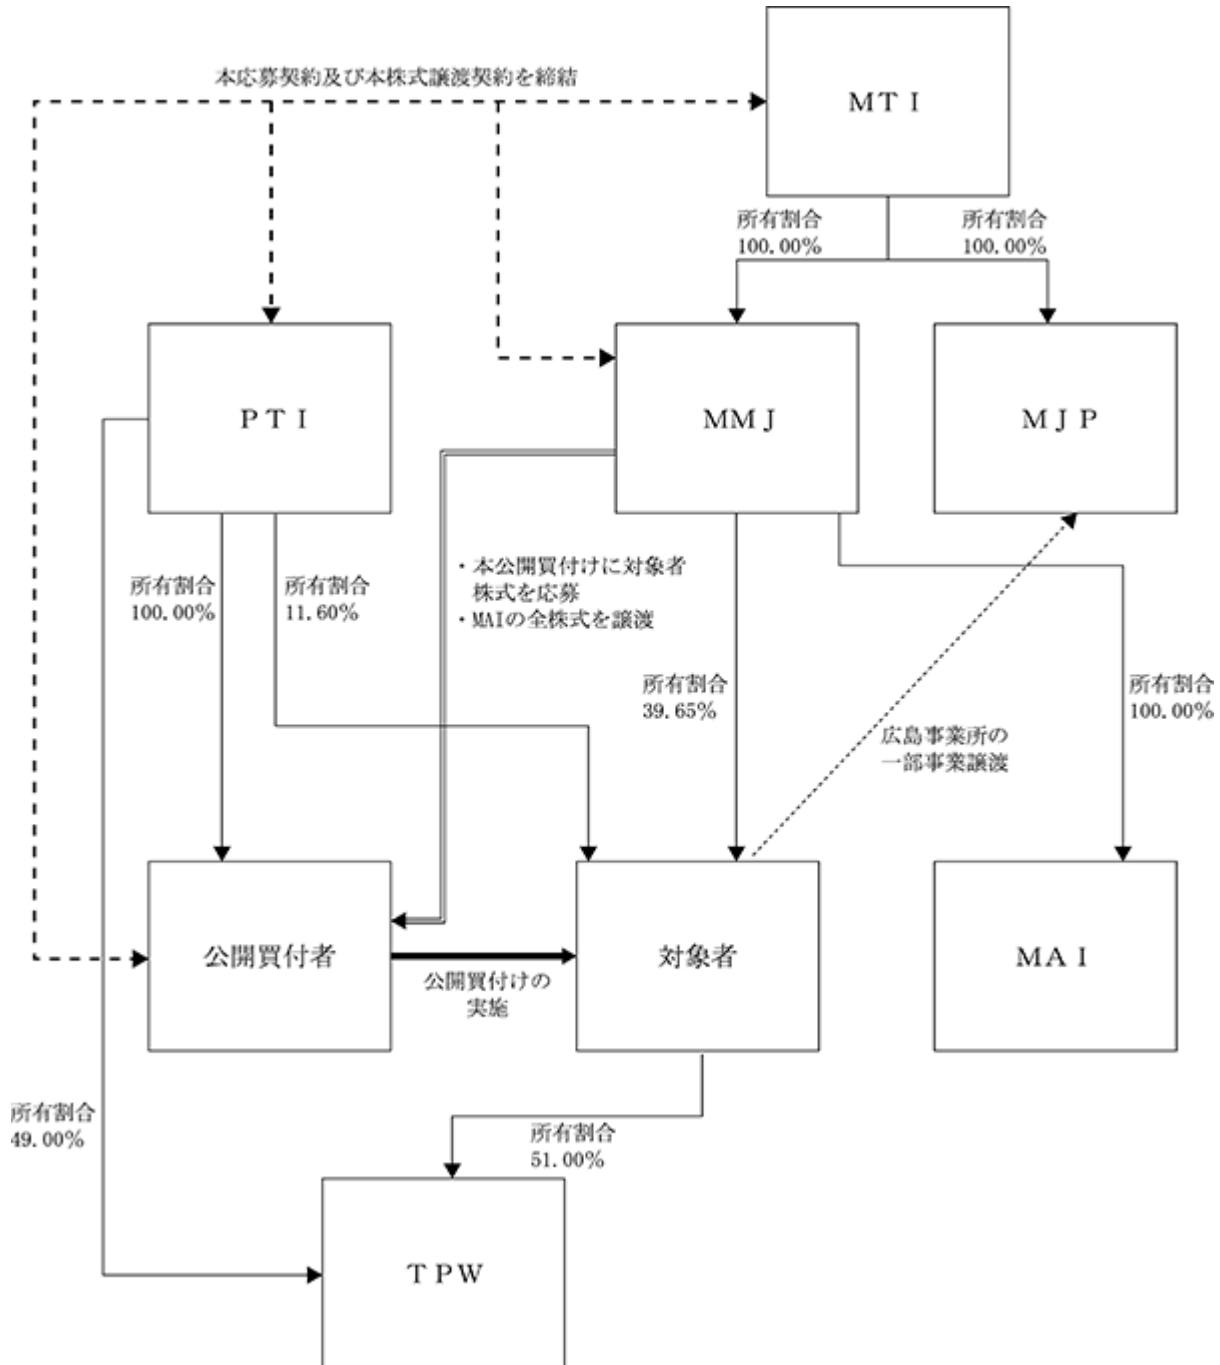 本応募契約及び本株式譲渡契約を締結
ＭＴＩ
所有割合
100.00%
所有割合
100.00%
ＰＴＩ
ＭＭＪ
ＭＪＰ
所有割合
100.00%
所有割合
11.60%
・本公開買付けに対象者
株式を応募
・MAIの全株式を譲渡
所有割合
39.65%
所有割合
100.00%
広島事業所の
一部事業譲渡
公開買付者
公開買付けの
実施
対象者
ＭＡＩ
所有割合
49.00%
所有割合
51.00%
ＴＰＷ